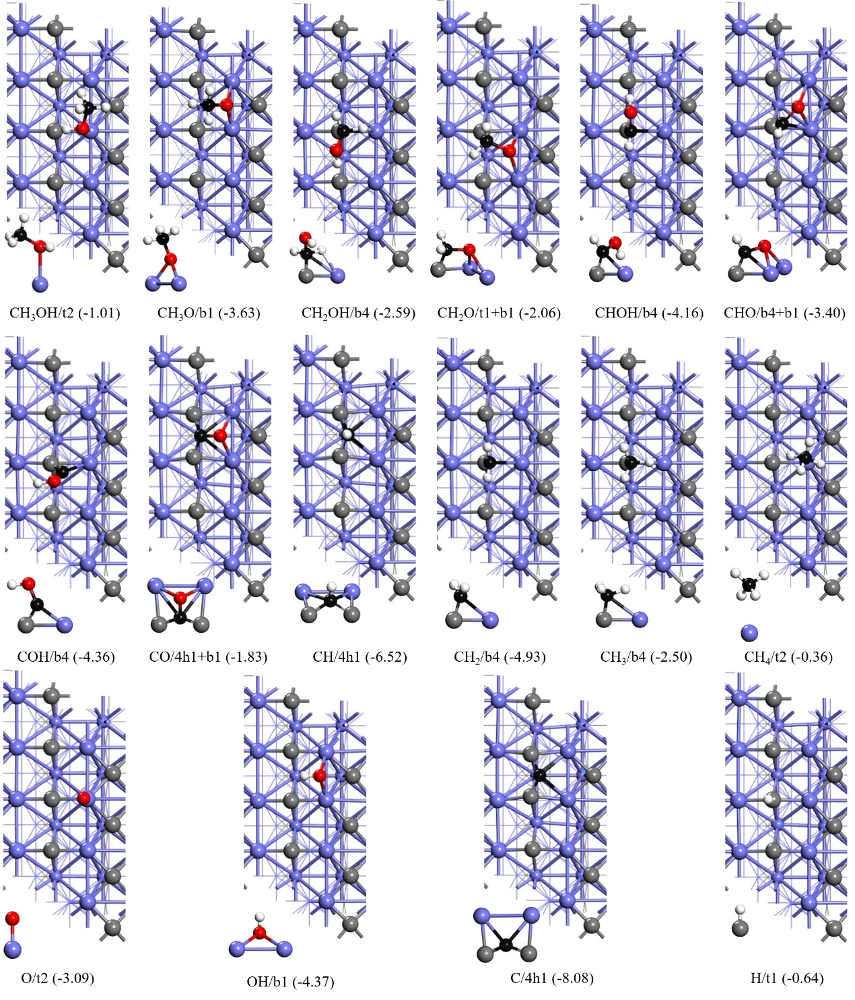 CH₃OH/t2 (-1.01) CH₃O/b1 (-3.63) CH₂OH/b4 (-2.59) CH₂O/t1+b1 (-2.06) CHOH/b4 (-4.16) CHO/b4+b1 (-3.40)
COH/b4 (-4.36) CO/4h1+b1 (-1.83) CH/4h1 (-6.52) CH₂/b4 (-4.93) CH₃/b4 (-2.50) CH₄/t2 (-0.36)
O/t2 (-3.09) OH/b1 (-4.37) C/4h1 (-8.08) H/t1 (-0.64)